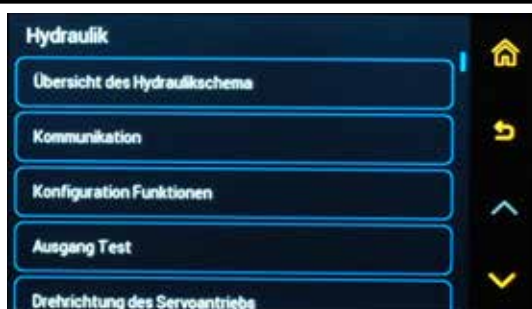 Hydraulik
Übersicht des Hydraulikschema
Kommunikation
Konfiguration Funktionen
Ausgang Test
Drehrichtung des Servoantriebs